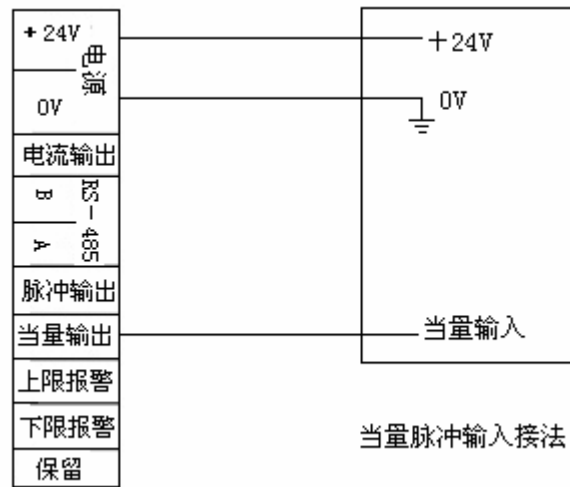 +24V
电源
0V
电流输出
B
A
RS-485
脉冲输出
当量输出
上限报警
下限报警
保留
+24V
0V
当量输入
当量脉冲输入接法